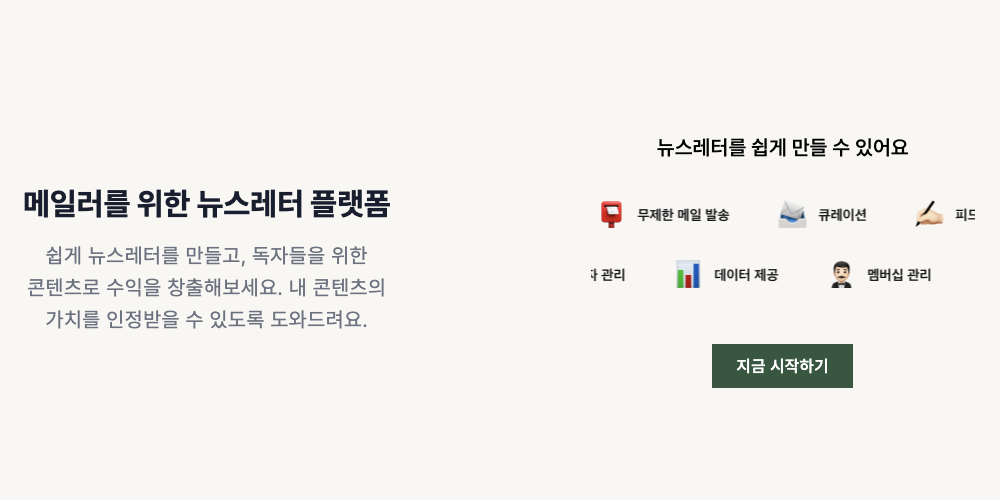 메일러를 위한 뉴스레터 플랫폼
쉽게 뉴스레터를 만들고, 독자들을 위한
콘텐츠로 수익을 창출해보세요. 내 콘텐츠의
가치를 인정받을 수 있도록 도와드려요.
뉴스레터를 쉽게 만들 수 있어요
무제한 메일 발송 큐레이션
관리 데이터 제공 멤버십 관리
지금 시작하기